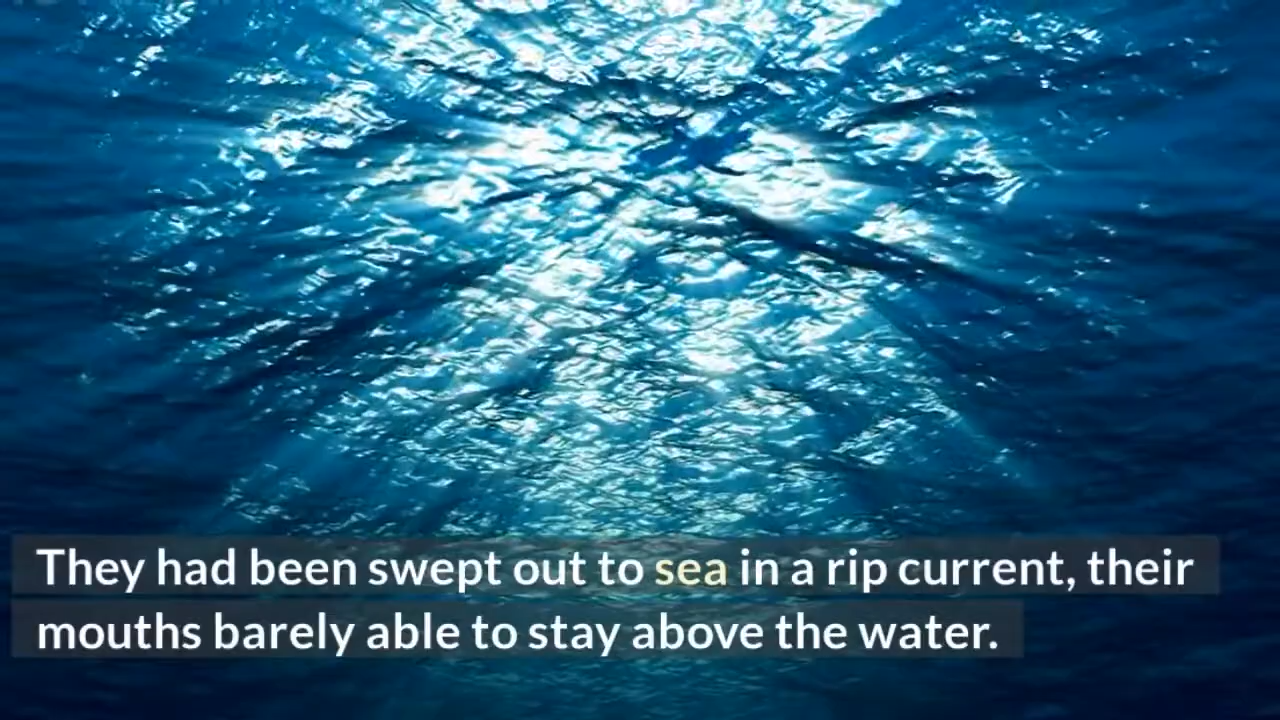 They had been swept out to sea in a rip current, their
mouths barely able to stay above the water.